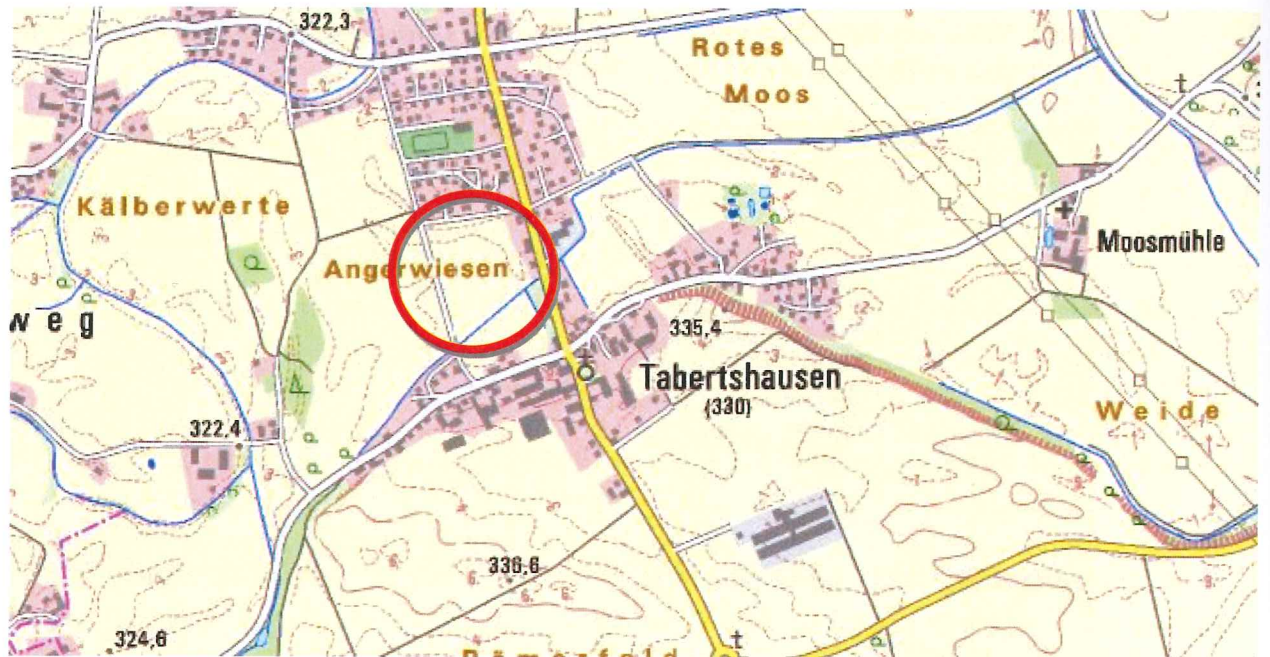 322,3
Rotes
Moos
Kälberwerte
Angerwiesen
Moosmühle
weg
335,4
Tabertshausen
(330)
Weide
322,4
336,6
324,6